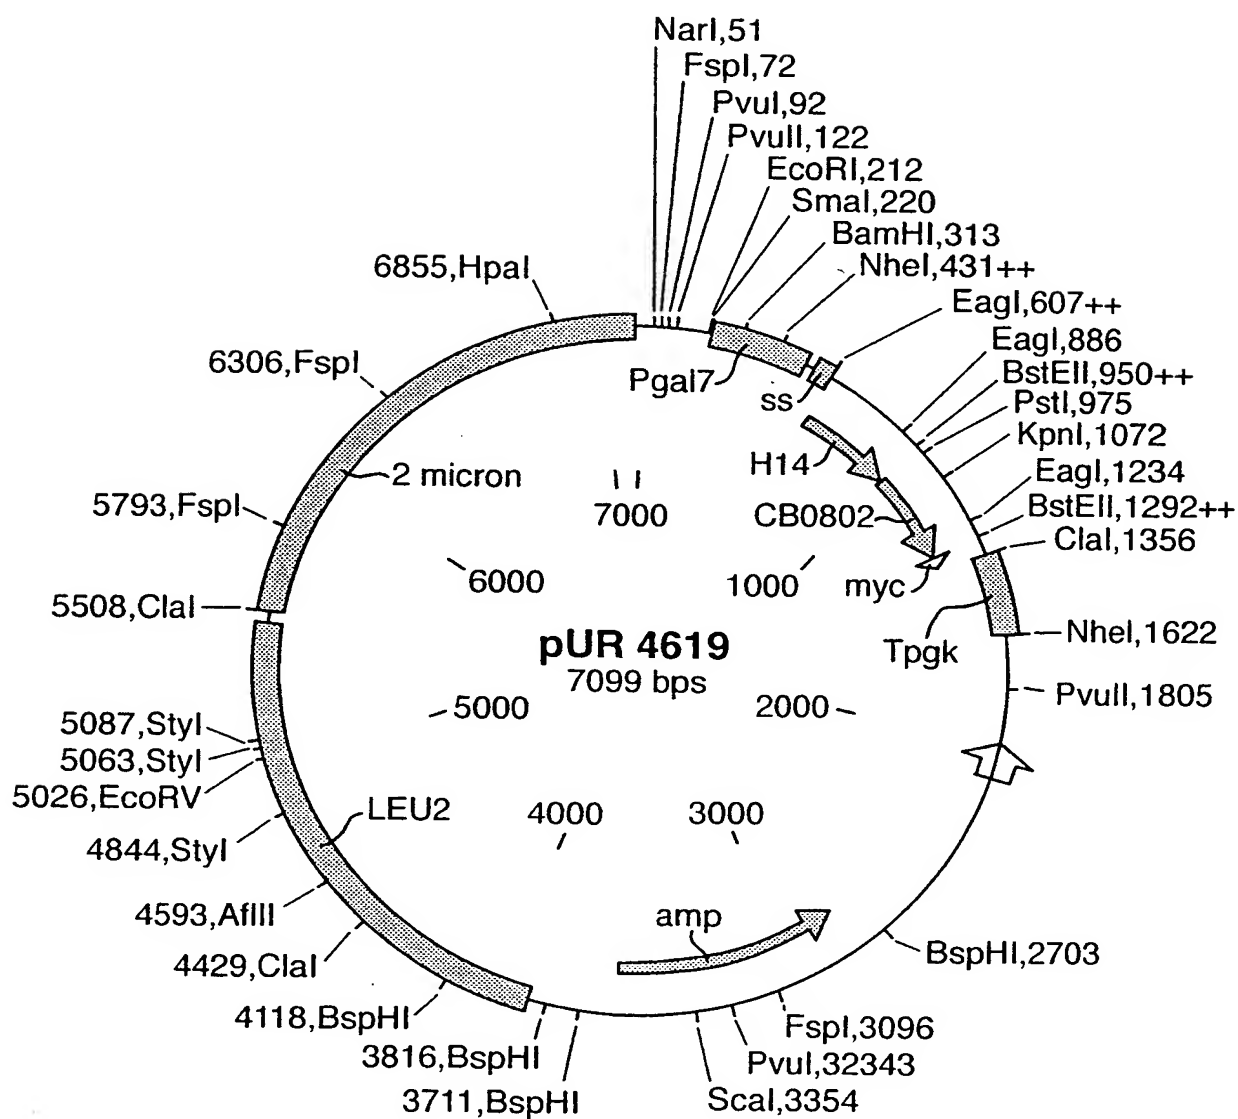 NarI,51
FspI,72
PvuI,92
PvuII,122
EcoRI,212
SmaI,220
BamHI,313
NheI,431++
EagI,607++
EagI,886
BstEII,950++
PstI,975
KpnI,1072
EagI,1234
BstEII,1292++
ClaI,1356
NheI,1622
PvuII,1805
BspHI,2703
FspI,3096
PvuI,32343
ScaI,3354
3711,BspHI
3816,BspHI
4118,BspHI
4429,ClaI
4593,AflII
4844,StyI
5026,EcoRV
5063,StyI
5087,StyI
5508,ClaI
5793,FspI
6306,FspI
6855,HpaI
Pgal7
ss
H14
CB0802
myc
Tpgk
amp
LEU2
2 micron
7000
1000
2000
3000
4000
5000
6000
pUR 4619
7099 bps